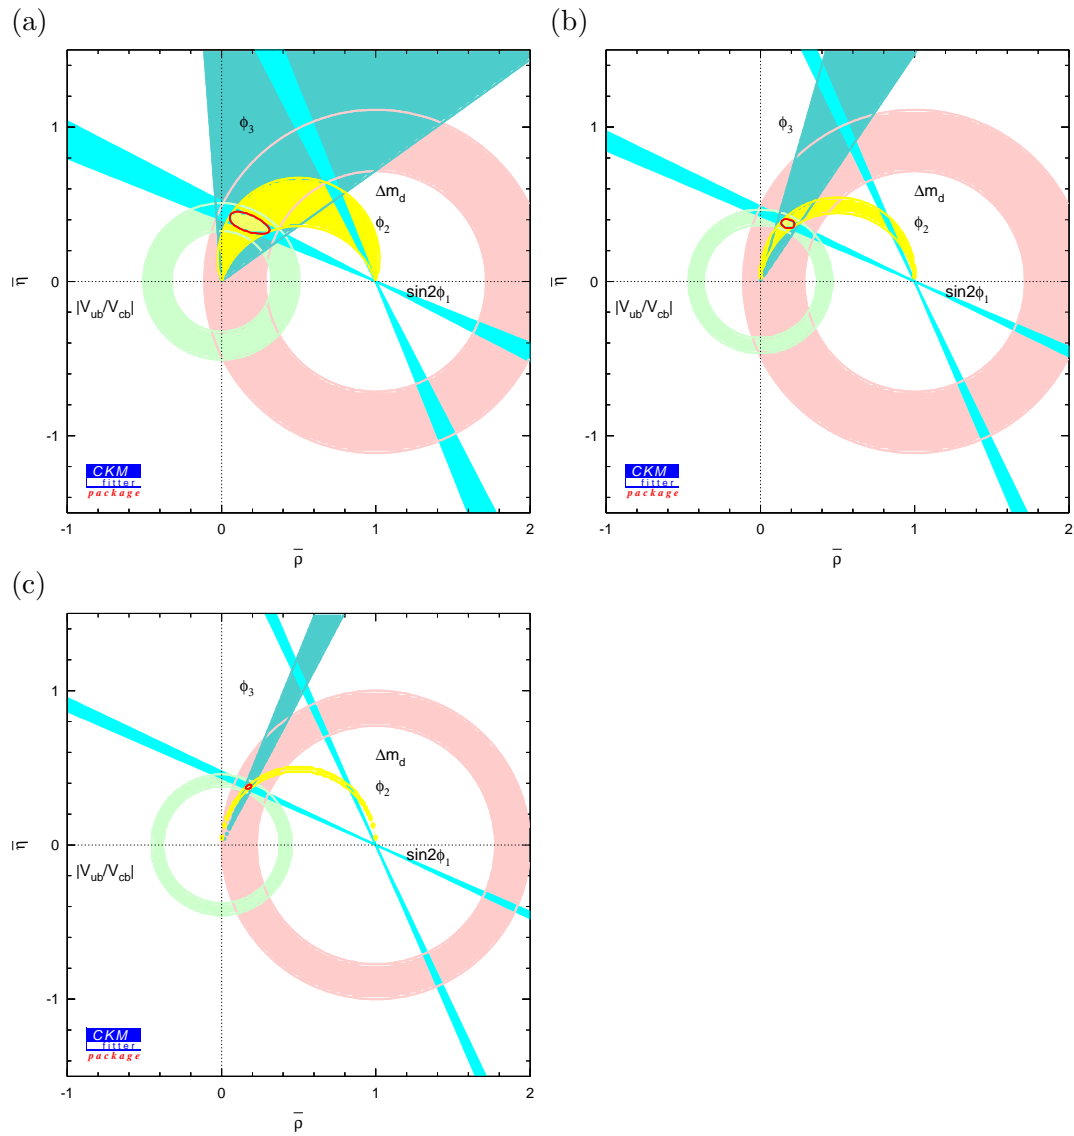 (a)
1
0
-1
η̅
-1
0
1
2
ρ̅
ϕ3
Δmd
ϕ2
sin2ϕ1
|Vub/Vcb|
CKM
fitter
package
(b)
1
0
-1
η̅
-1
0
1
2
ρ̅
ϕ3
Δmd
ϕ2
sin2ϕ1
|Vub/Vcb|
CKM
fitter
package
(c)
1
0
-1
η̅
-1
0
1
2
ρ̅
ϕ3
Δmd
ϕ2
sin2ϕ1
|Vub/Vcb|
CKM
fitter
package